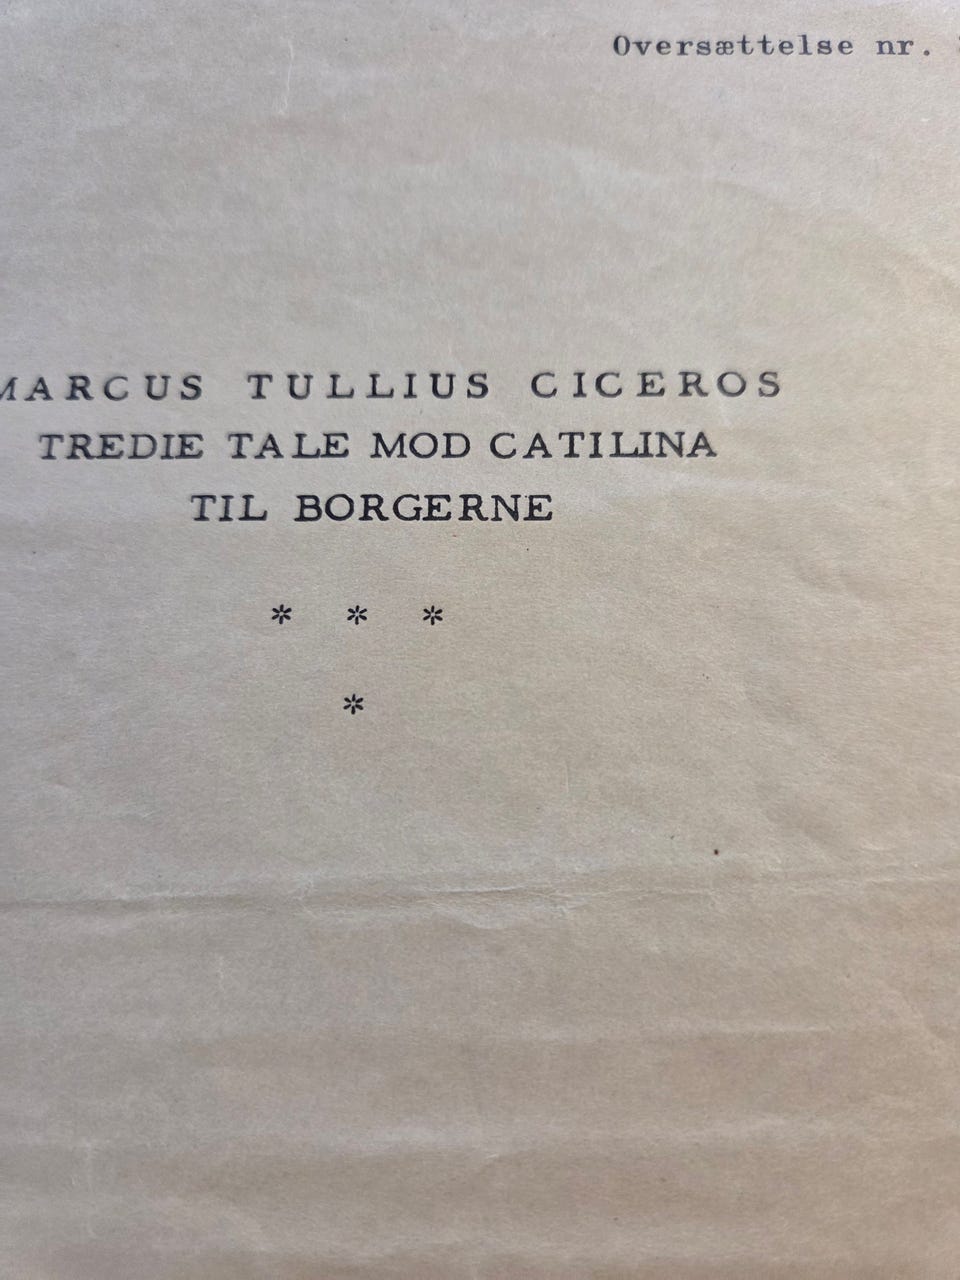 Oversættelse nr.
MARCUS TULLIUS CICEROS
TREDIE TALE MOD CATILINA
TIL BORGERNE
* * *
*